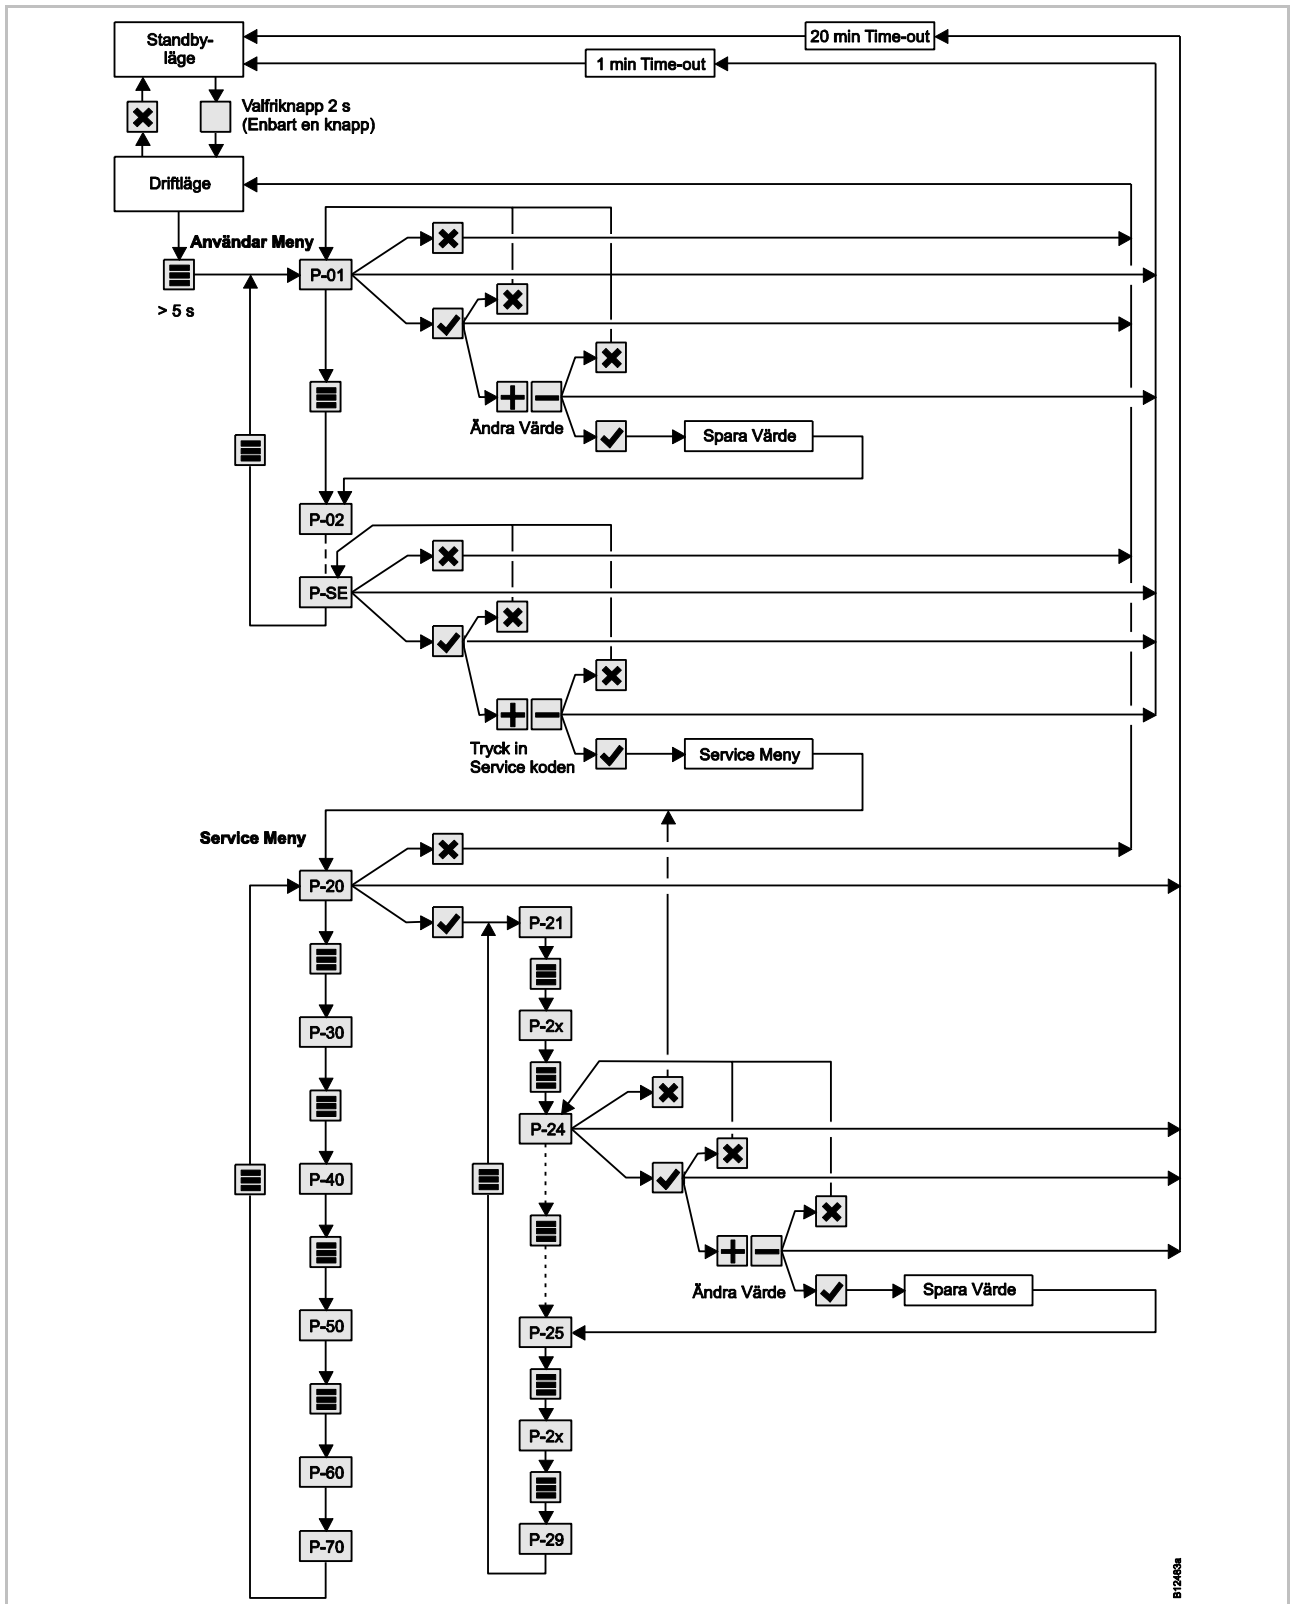 Standby-
läge
20 min Time-out
1 min Time-out
Valfriknapp 2 s
(Enbart en knapp)
Driftläge
Användar Meny
P-01
> 5 s
Ändra Värde
Spara Värde
P-02
P-SE
Tryck in
Service koden
Service Meny
Service Meny
P-20
P-21
P-30
P-2x
P-24
P-40
Ändra Värde
Spara Värde
P-50
P-25
P-2x
P-60
P-70
P-29
B12463a